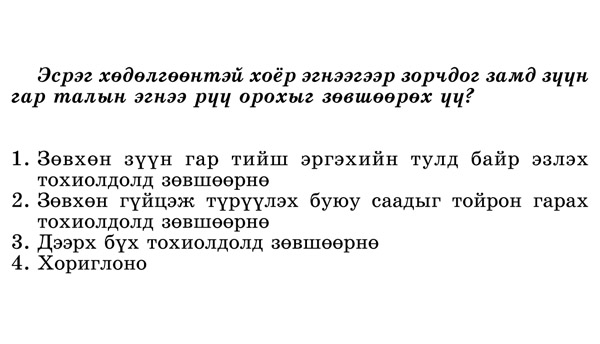 Эсрэг хөдөлгөөнтэй хоёр эгнээгээр зорчдог замд зүүн
гар талын эгнээ рүү орохыг зөвшөөрөх үү?
1. Зөвхөн зүүн гар тийш эргэхийн тулд байр эзлэх
тохиолдолд зөвшөөрнө
2. Зөвхөн гүйцэж түрүүлэх буюу саадыг тойрон гарах
тохиолдолд зөвшөөрнө
3. Дээрх бүх тохиолдолд зөвшөөрнө
4. Хориглоно